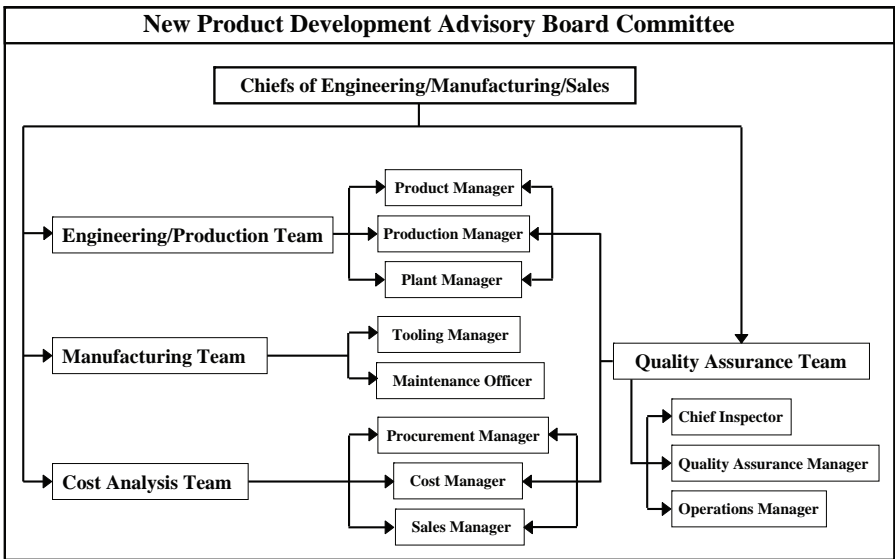 New Product Development Advisory Board Committee
Chiefs of Engineering/Manufacturing/Sales
Product Manager
Engineering/Production Team
Production Manager
Plant Manager
Tooling Manager
Manufacturing Team
Maintenance Officer
Quality Assurance Team
Procurement Manager
Cost Analysis Team
Cost Manager
Sales Manager
Chief Inspector
Quality Assurance Manager
Operations Manager